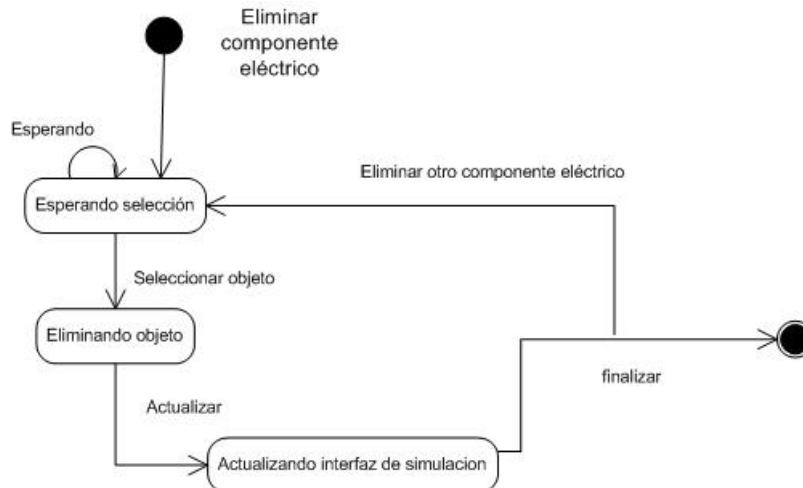 Eliminar
componente
eléctrico
Esperando
Eliminar otro componente eléctrico
Esperando selección
Seleccionar objeto
Eliminando objeto
finalizar
Actualizar
Actualizando interfaz de simulacion